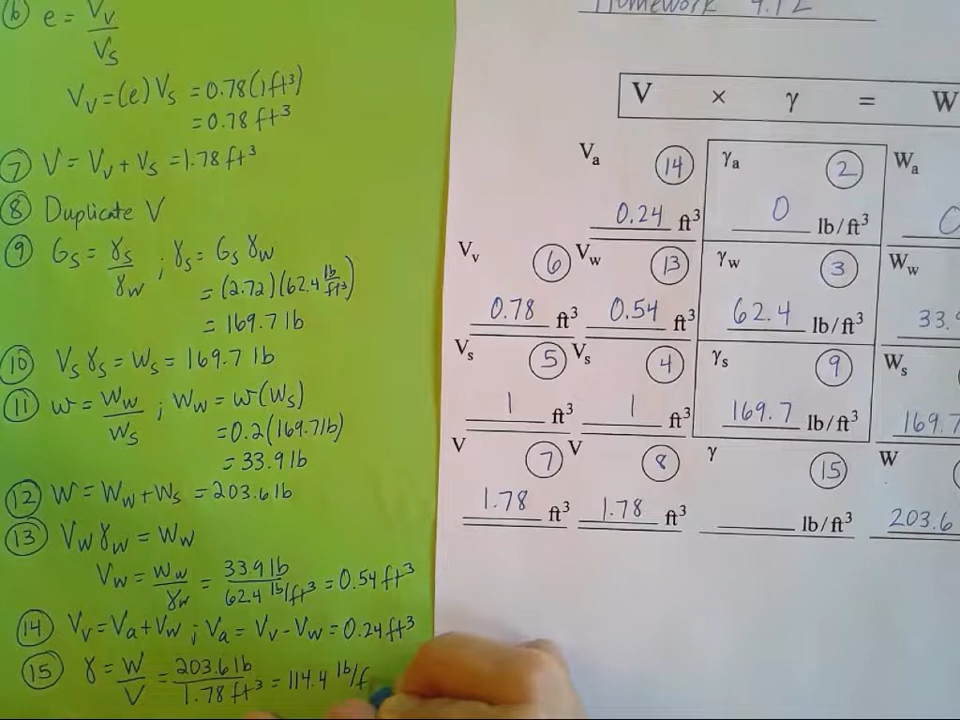 (6) e = Vv/Vs
Vv = (e)Vs = 0.78(1ft³)
= 0.78 ft³
(7) V = Vv + Vs = 1.78ft³
(8) Duplicate V
(9) Gs = γs/γw ; γs = Gs γw
= (2.72)(62.4 lb/ft³)
= 169.7 lb
(10) Vs γs = Ws = 169.7 lb
(11) w = Ww/Ws ; Ww = w(Ws)
= 0.2(169.7lb)
= 33.9 lb
(12) W = Ww + Ws = 203.6 lb
(13) Vw γw = Ww
Vw = Ww/γw = 33.9 lb/62.4 lb/ft³ = 0.54 ft³
(14) Vv = Va + Vw ; Va = Vv - Vw = 0.24 ft³
(15) γ = W/V = 203.6 lb/1.78 ft³ = 114.4 lb/f
Homework 4.12
V × γ = W
Va (14) γa (2) Wa
0.24 ft³ 0 lb/ft³ 0
Vv (6) Vw (13) γw (3) Ww
0.78 ft³ 0.54 ft³ 62.4 lb/ft³ 33.9
Vs (5) Vs (4) γs (9) Ws
1 ft³ 1 ft³ 169.7 lb/ft³ 169.7
V (7) V (8) γ (15) W
1.78 ft³ 1.78 ft³ lb/ft³ 203.6